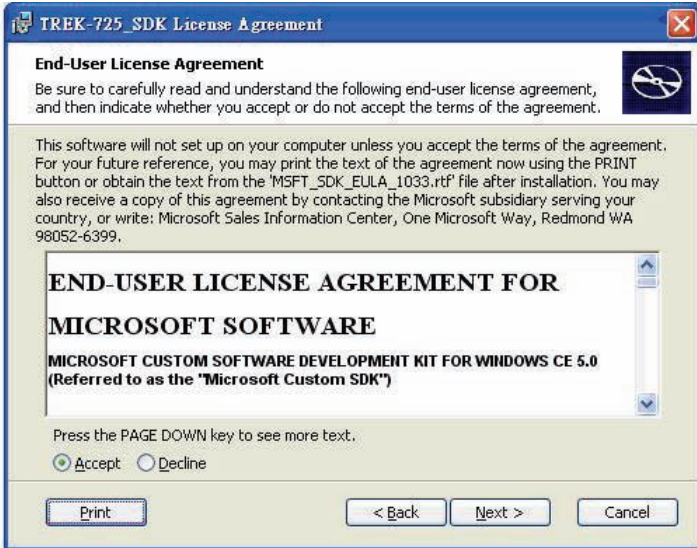 TREK-725_SDK License Agreement
End-User License Agreement
Be sure to carefully read and understand the following end-user license agreement,
and then indicate whether you accept or do not accept the terms of the agreement.
This software will not set up on your computer unless you accept the terms of the agreement.
For your future reference, you may print the text of the agreement now using the PRINT
button or obtain the text from the 'MSFT_SDK_EULA_1033.rtf' file after installation. You may
also receive a copy of this agreement by contacting the Microsoft subsidiary serving your
country, or write: Microsoft Sales Information Center, One Microsoft Way, Redmond WA
98052-6399.
END-USER LICENSE AGREEMENT FOR
MICROSOFT SOFTWARE
MICROSOFT CUSTOM SOFTWARE DEVELOPMENT KIT FOR WINDOWS CE 5.0
(Referred to as the "Microsoft Custom SDK")
Press the PAGE DOWN key to see more text.
Accept Decline
Print < Back Next > Cancel